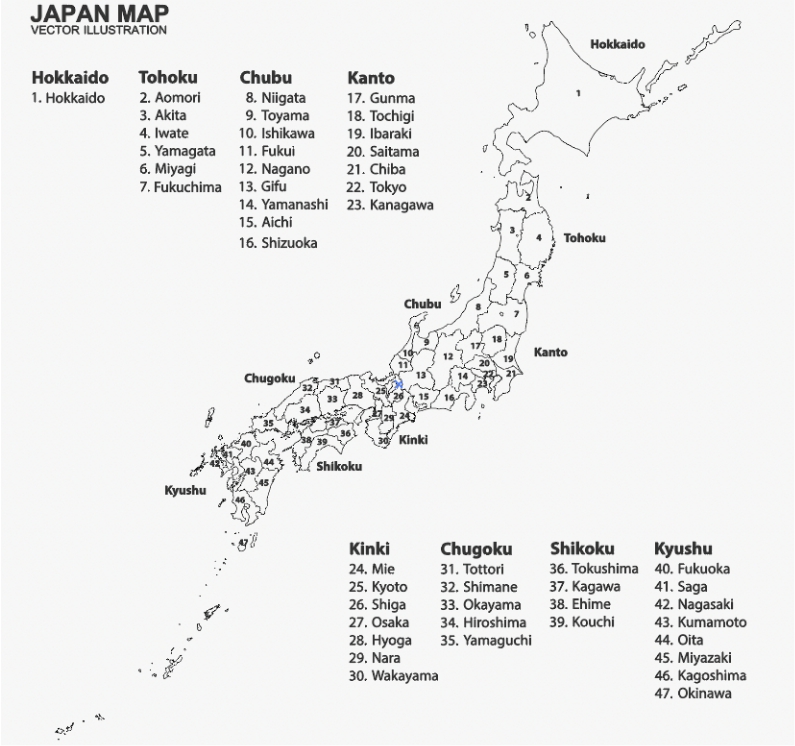 JAPAN MAP
VECTOR ILLUSTRATION
Hokkaido
1. Hokkaido
Tohoku
2. Aomori
3. Akita
4. Iwate
5. Yamagata
6. Miyagi
7. Fukuchima
Chubu
8. Niigata
9. Toyama
10. Ishikawa
11. Fukui
12. Nagano
13. Gifu
14. Yamanashi
15. Aichi
16. Shizuoka
Kanto
17. Gunma
18. Tochigi
19. Ibaraki
20. Saitama
21. Chiba
22. Tokyo
23. Kanagawa
Hokkaido
1
2
3
4
Tohoku
5
6
Chubu
8
7
9
17
18
10
12
20
19
Kanto
11
13
14
22
21
23
Chugoku
32
31
33
28
25
26
15
16
34
35
37
27
29
24
36
38
39
30
Kinki
Shikoku
40
41
42
43
44
45
46
Kyushu
47
Kinki
24. Mie
25. Kyoto
26. Shiga
27. Osaka
28. Hyoga
29. Nara
30. Wakayama
Chugoku
31. Tottori
32. Shimane
33. Okayama
34. Hiroshima
35. Yamaguchi
Shikoku
36. Tokushima
37. Kagawa
38. Ehime
39. Kouchi
Kyushu
40. Fukuoka
41. Saga
42. Nagasaki
43. Kumamoto
44. Oita
45. Miyazaki
46. Kagoshima
47. Okinawa